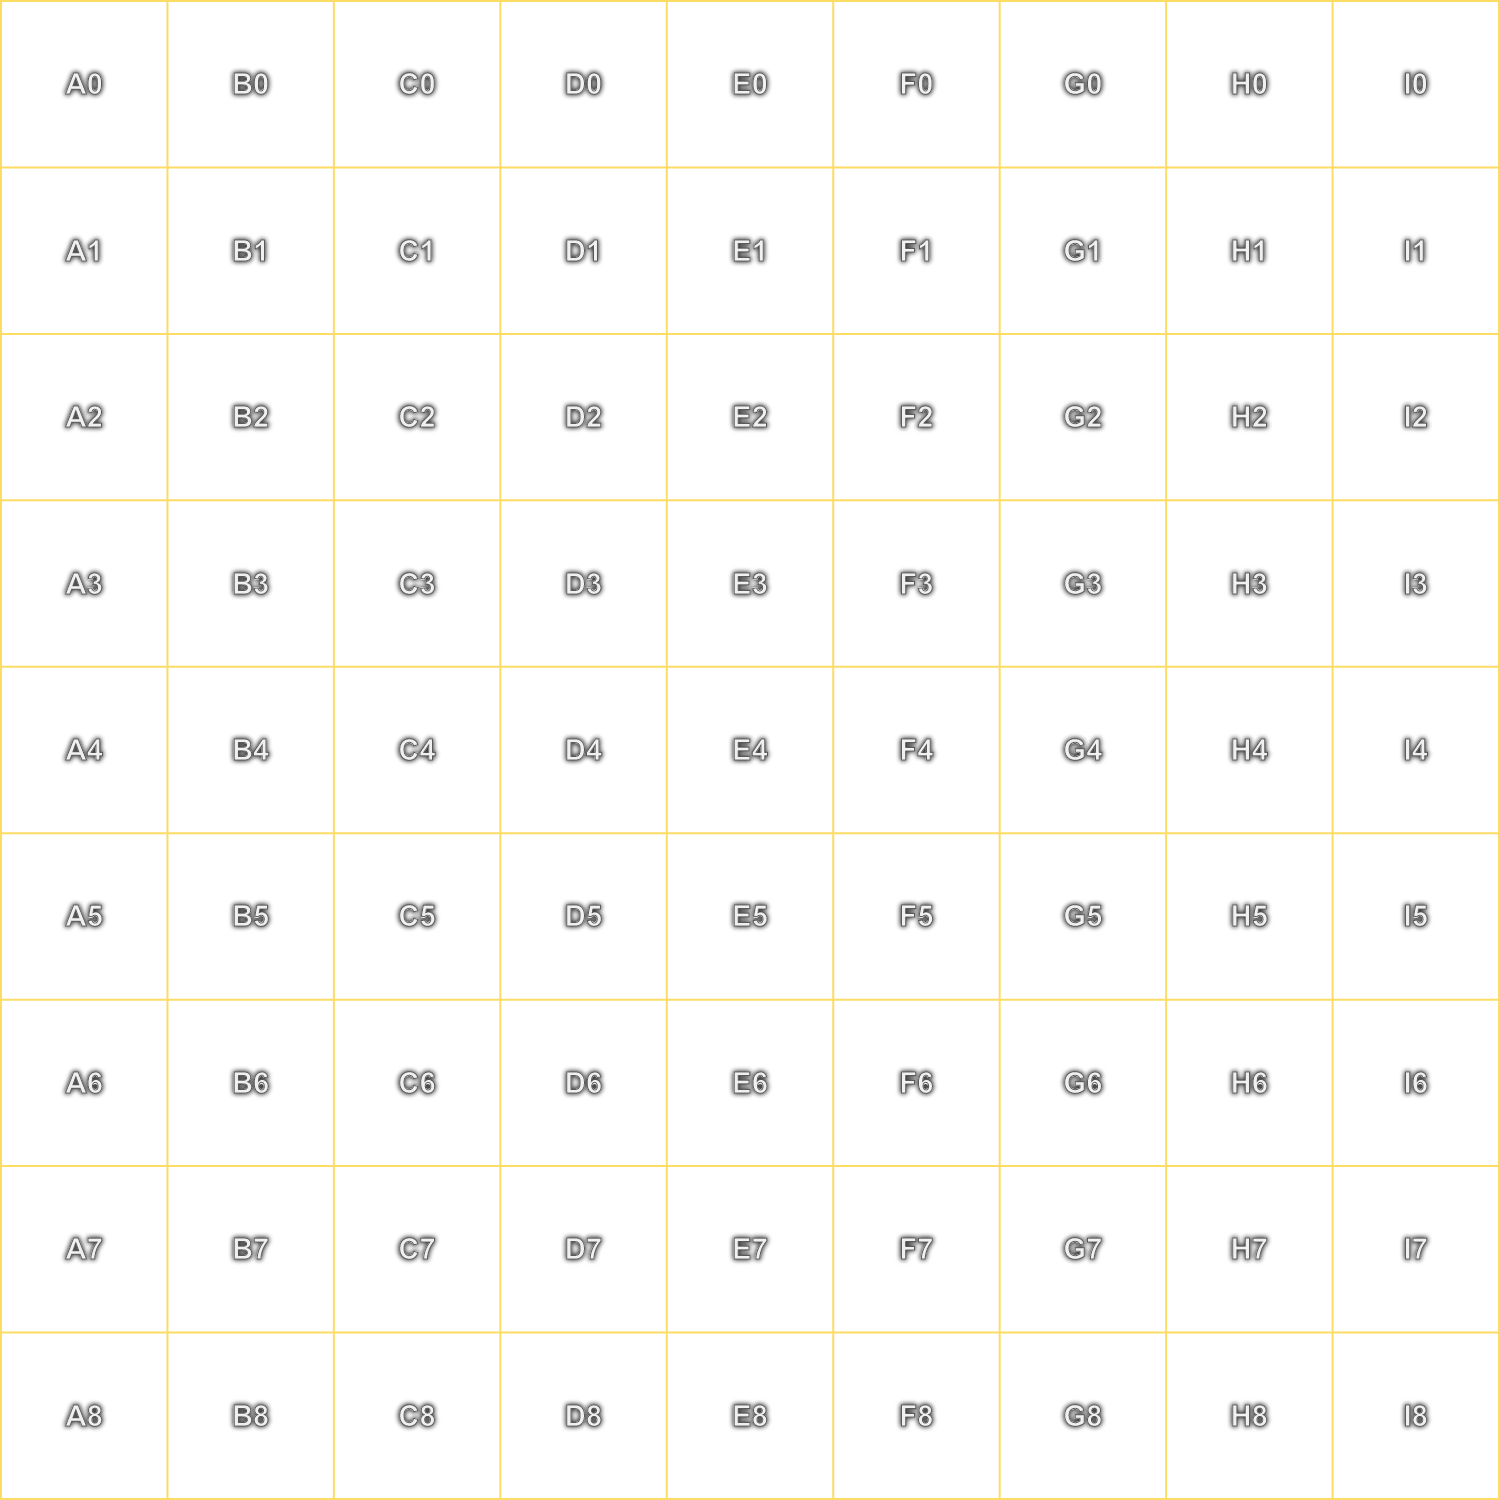 A0 B0 C0 D0 E0 F0 G0 H0 I0
A1 B1 C1 D1 E1 F1 G1 H1 I1
A2 B2 C2 D2 E2 F2 G2 H2 I2
A3 B3 C3 D3 E3 F3 G3 H3 I3
A4 B4 C4 D4 E4 F4 G4 H4 I4
A5 B5 C5 D5 E5 F5 G5 H5 I5
A6 B6 C6 D6 E6 F6 G6 H6 I6
A7 B7 C7 D7 E7 F7 G7 H7 I7
A8 B8 C8 D8 E8 F8 G8 H8 I8